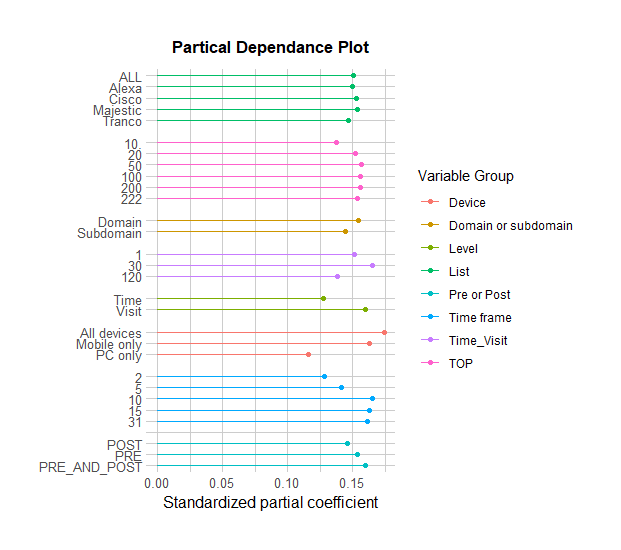 Partical Dependance Plot
ALL
Alexa
Cisco
Majestic
Tranco
10.
20
50
100
200
222
Domain
Subdomain
1
30
120
Time
Visit
All devices
Mobile only
PC only
2
5
10
15
31
POST
PRE
PRE_AND_POST
0.00 0.05 0.10 0.15
Standardized partial coefficient
Variable Group
Device
Domain or subdomain
Level
List
Pre or Post
Time frame
Time_Visit
TOP